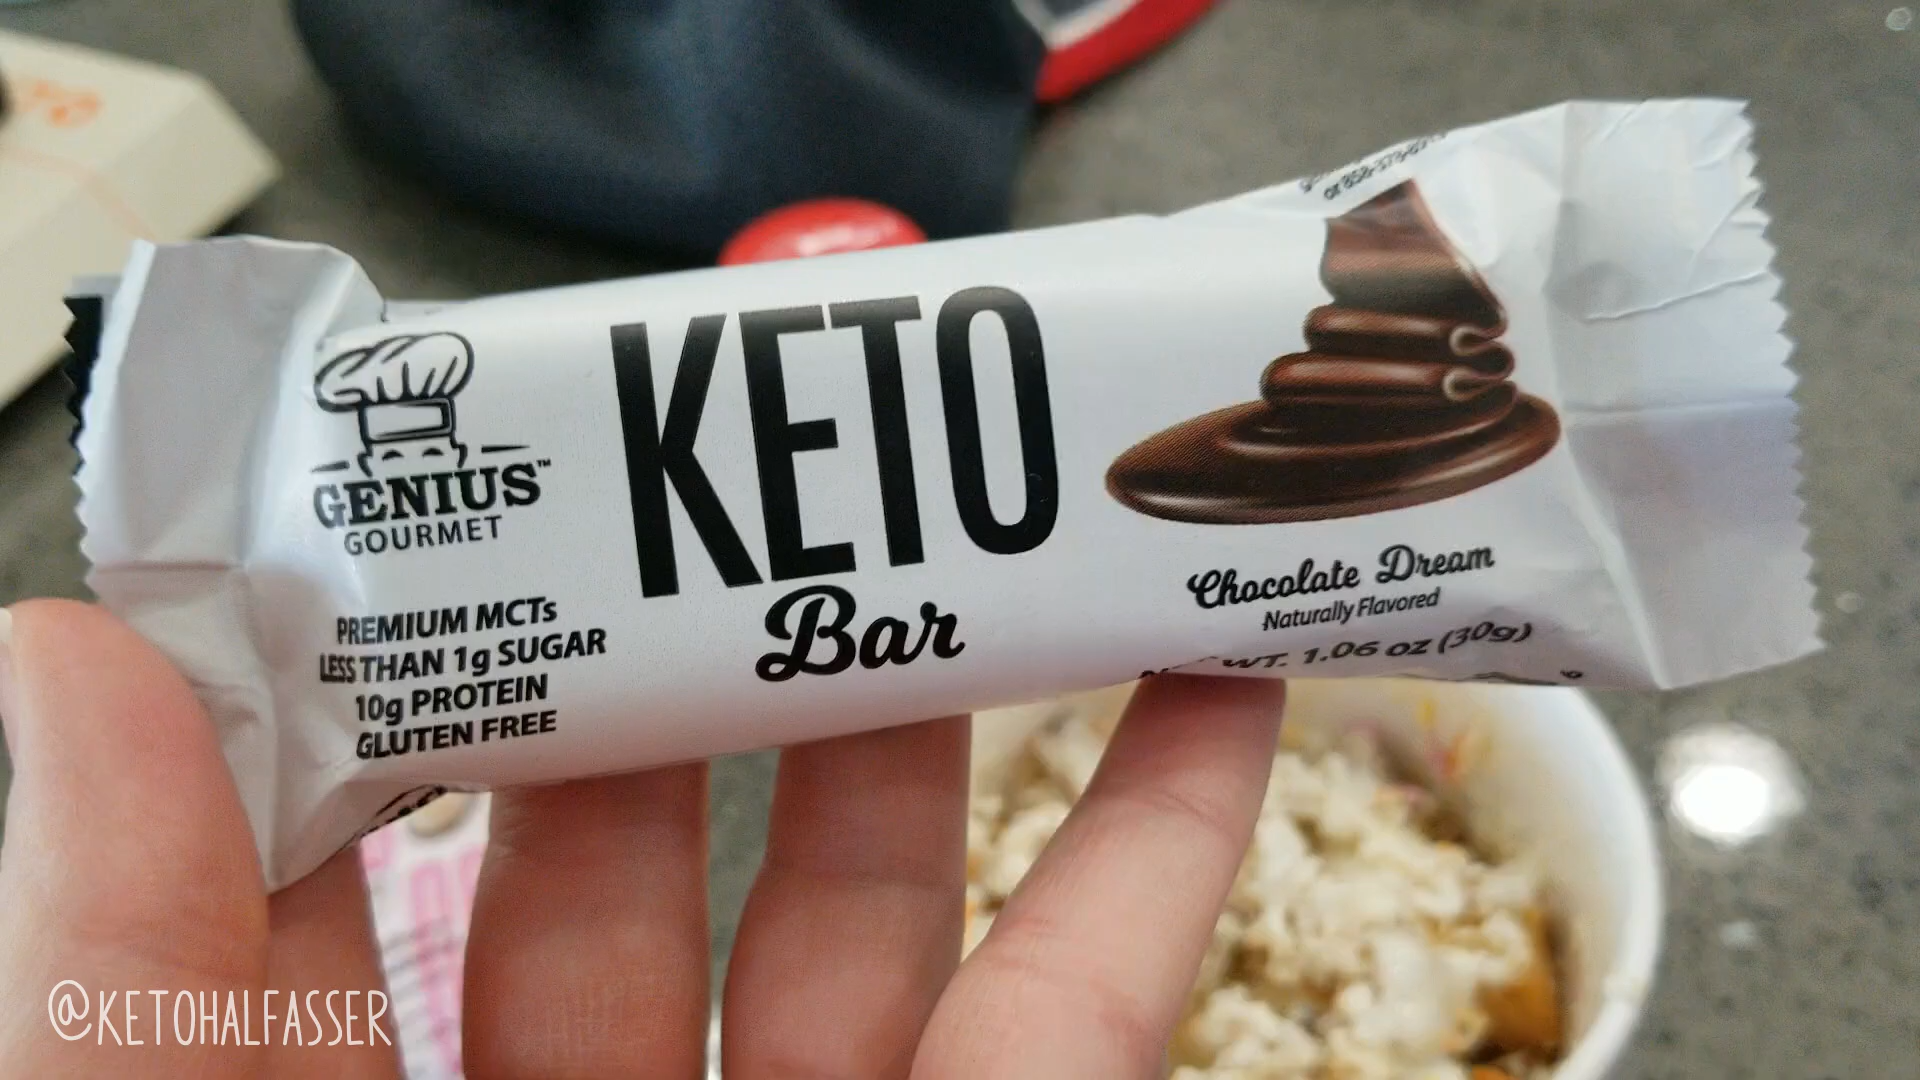 GENIUS™
GOURMET
PREMIUM MCTs
LESS THAN 1g SUGAR
10g PROTEIN
GLUTEN FREE
KETO
Bar
Chocolate Dream
Naturally Flavored
WT. 1.06 oz (30g)
@KETOHALFASSER